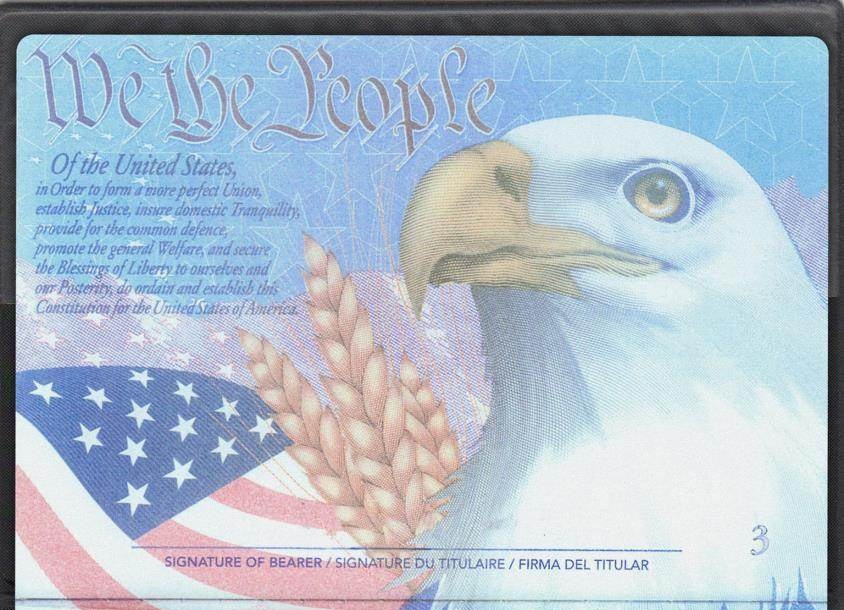 We the People
Of the United States,
in Order to form a more perfect Union,
establish Justice, insure domestic Tranquility,
provide for the common defence,
promote the general Welfare, and secure
the Blessings of Liberty to ourselves and
our Posterity, do ordain and establish this
Constitution for the United States of America.
3
SIGNATURE OF BEARER / SIGNATURE DU TITULAIRE / FIRMA DEL TITULAR